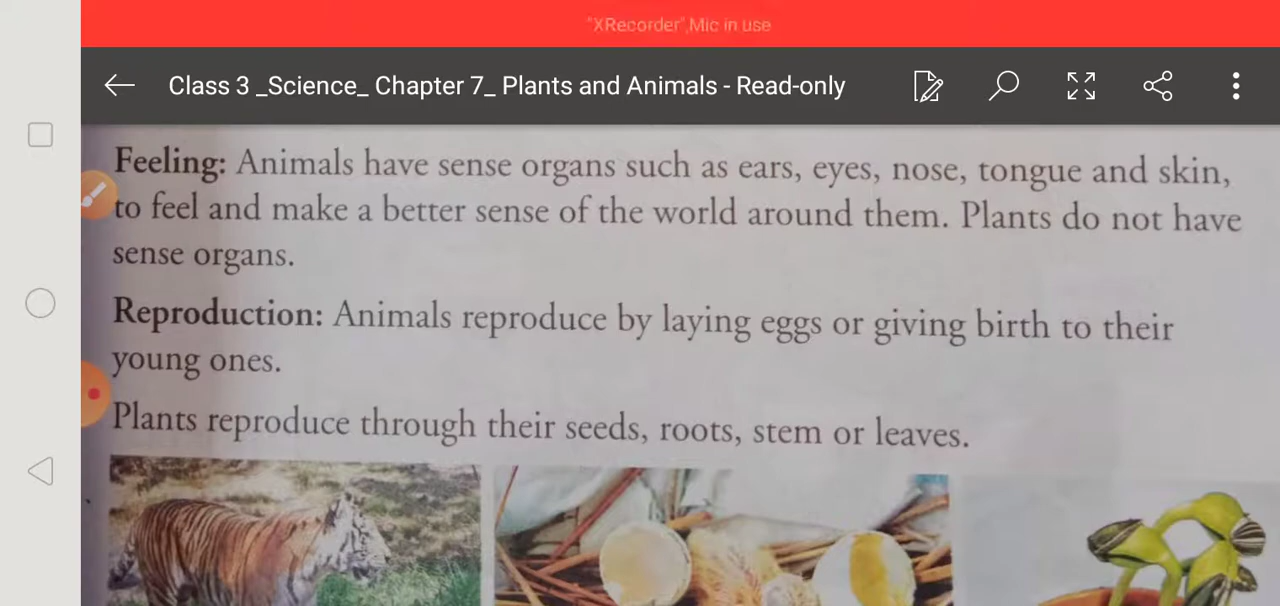 "XRecorder",Mic in use
Class 3 _Science_ Chapter 7_ Plants and Animals - Read-only
Feeling: Animals have sense organs such as ears, eyes, nose, tongue and skin,
to feel and make a better sense of the world around them. Plants do not have
sense organs.
Reproduction: Animals reproduce by laying eggs or giving birth to their
young ones.
Plants reproduce through their seeds, roots, stem or leaves.